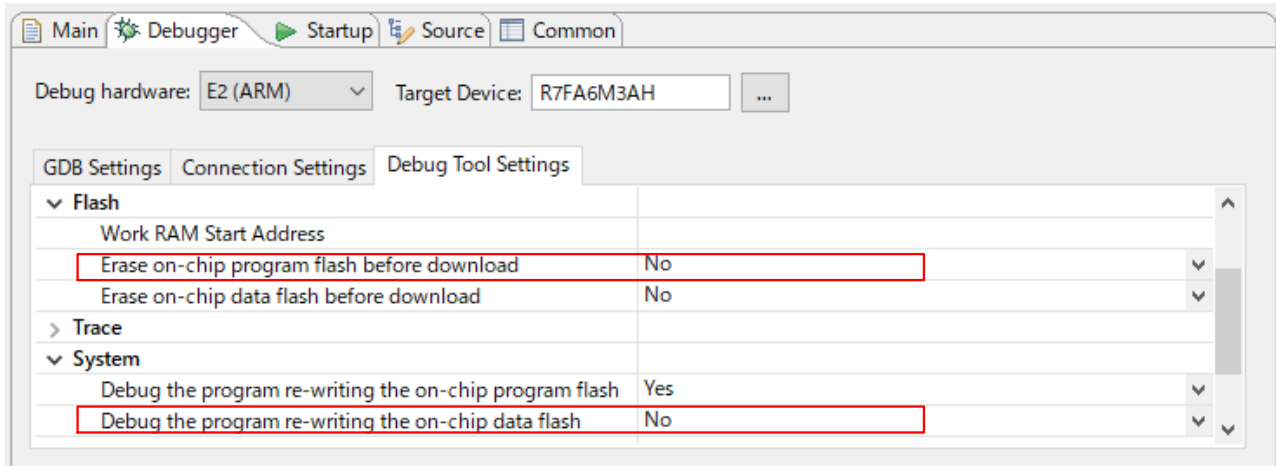 Main Debugger Startup Source Common
Debug hardware: E2 (ARM) Target Device: R7FA6M3AH ...
GDB Settings Connection Settings Debug Tool Settings
Flash
Work RAM Start Address
Erase on-chip program flash before download No
Erase on-chip data flash before download No
Trace
System
Debug the program re-writing the on-chip program flash Yes
Debug the program re-writing the on-chip data flash No